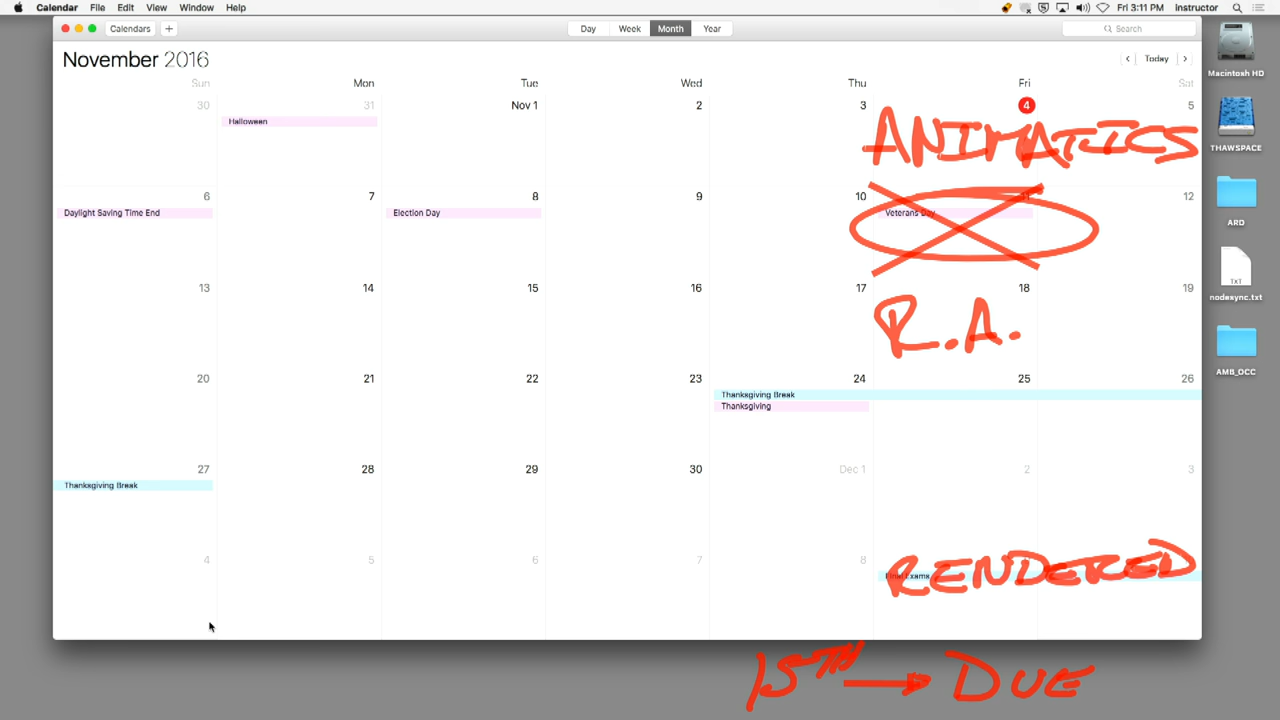 Calendar File Edit View Window Help Fri 3:11 PM instructor
Calendars + Day Week Month Year Search
November 2016 Today
Sun Mon Tue Wed Thu Fri Sat
30 31 Nov 1 2 3 4 5
Halloween
ANIMATICS
6 7 8 9 10 11 12
Daylight Saving Time End Election Day Veterans Day
13 14 15 16 17 18 19
R.A.
20 21 22 23 24 25 26
Thanksgiving Break
Thanksgiving
27 28 29 30 Dec 1 2 3
Thanksgiving Break
4 5 6 7 8
Final Exams
RENDERED
15TH → DUE
Macintosh HD
THAWSPACE
ARD
TXT
nodesync.txt
AMB_OCC